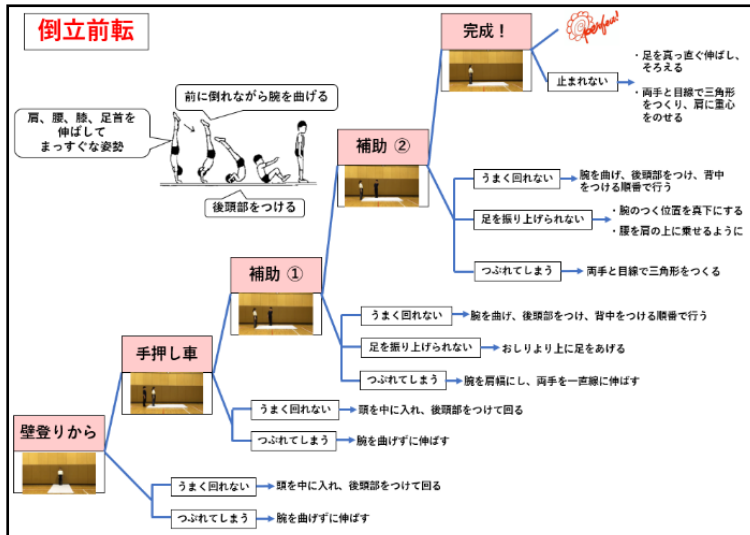 倒立前転
完成！
perfect!
止まれない
・足を真っ直ぐ伸ばし、
そろえる
・両手と目線で三角形
をつくり、肩に重心
をのせる
前に倒れながら腕を曲げる
肩、腰、膝、足首を
伸ばして
まっすぐな姿勢
後頭部をつける
補助 ②
うまく回れない
腕を曲げ、後頭部をつけ、背中
をつける順番で行う
足を振り上げられない
・腕のつく位置を真下にする
・腰を肩の上に乗せるように
つぶれてしまう
両手と目線で三角形をつくる
補助 ①
うまく回れない
腕を曲げ、後頭部をつけ、背中をつける順番で行う
足を振り上げられない
おしりより上に足をあげる
つぶれてしまう
腕を肩幅にし、両手を一直線に伸ばす
手押し車
うまく回れない
頭を中に入れ、後頭部をつけて回る
つぶれてしまう
腕を曲げずに伸ばす
壁登りから
うまく回れない
頭を中に入れ、後頭部をつけて回る
つぶれてしまう
腕を曲げずに伸ばす